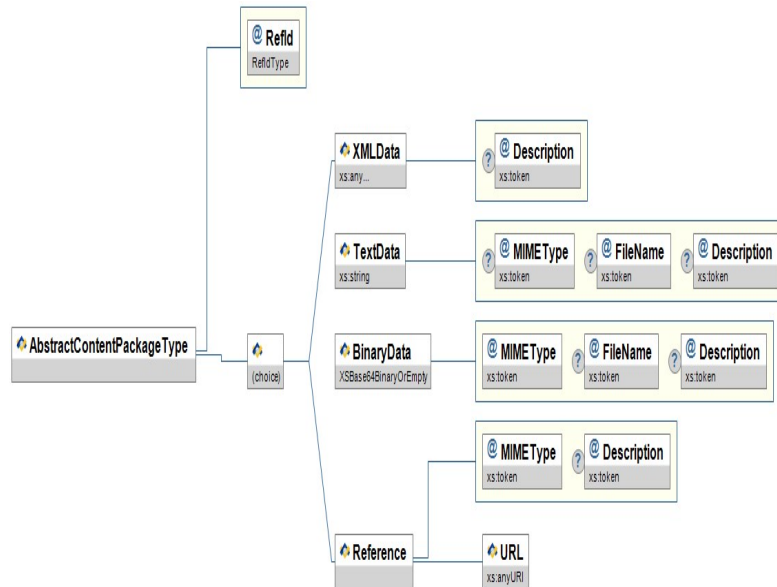 @ RefId
RefIdType
XMLData
xs:any...
? @ Description
xs:token
TextData
xs:string
? @ MIMEType ? @ FileName ? @ Description
xs:token xs:token xs:token
AbstractContentPackageType
(choice)
BinaryData
XSBase64BinaryOrEmpty
@ MIMEType ? @ FileName ? @ Description
xs:token xs:token xs:token
@ MIMEType ? @ Description
xs:token xs:token
Reference
URL
xs:anyURI